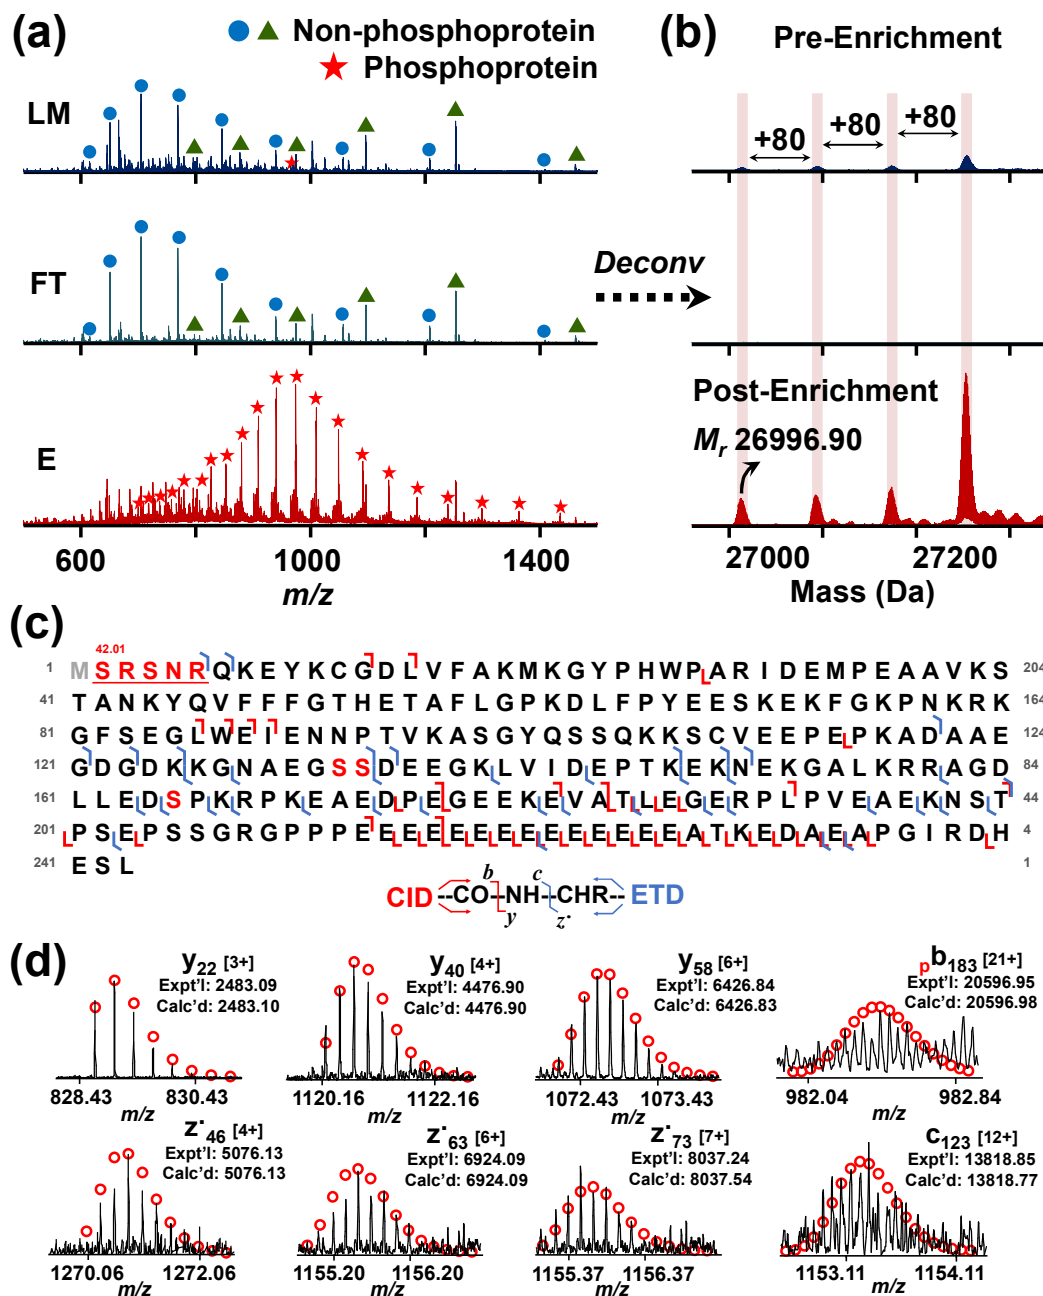 (a)
Non-phosphoprotein
Phosphoprotein
LM
FT
E
600 1000 1400
m/z
Deconv
(b)
Pre-Enrichment
+80 +80 +80
Post-Enrichment
Mr 26996.90
27000 27200
Mass (Da)
(c)
42.01
1 M S R S N R Q K E Y K C G D L V F A K M K G Y P H W P A R I D E M P E A A V K S 204
41 T A N K Y Q V F F F G T H E T A F L G P K D L F P Y E E S K E K F G K P N K R K 164
81 G F S E G L W E I E N N P T V K A S G Y Q S S Q K K S C V E E P E P K A D A A E 124
121 G D G D K K G N A E G S S D E E G K L V I D E P T K E K N E K G A L K R R A G D 84
161 L L E D S P K R P K E A E D P E G E E K E V A T L L E G E R P L P V E A E K N S T 44
201 P S E P S S G R G P P P E E E E E E E E E E E E E A T K E D A E A P G I R D H 4
241 E S L 1
CID --CO--NH--CHR-- ETD
b c
y z·
(d)
y22 [3+]
Expt'l: 2483.09
Calc'd: 2483.10
828.43 830.43
m/z
y40 [4+]
Expt'l: 4476.90
Calc'd: 4476.90
1120.16 1122.16
m/z
y58 [6+]
Expt'l: 6426.84
Calc'd: 6426.83
1072.43 1073.43
m/z
pb183 [21+]
Expt'l: 20596.95
Calc'd: 20596.98
982.04 982.84
m/z
z·46 [4+]
Expt'l: 5076.13
Calc'd: 5076.13
1270.06 1272.06
m/z
z·63 [6+]
Expt'l: 6924.09
Calc'd: 6924.09
1155.20 1156.20
m/z
z·73 [7+]
Expt'l: 8037.24
Calc'd: 8037.54
1155.37 1156.37
m/z
c123 [12+]
Expt'l: 13818.85
Calc'd: 13818.77
1153.11 1154.11
m/z